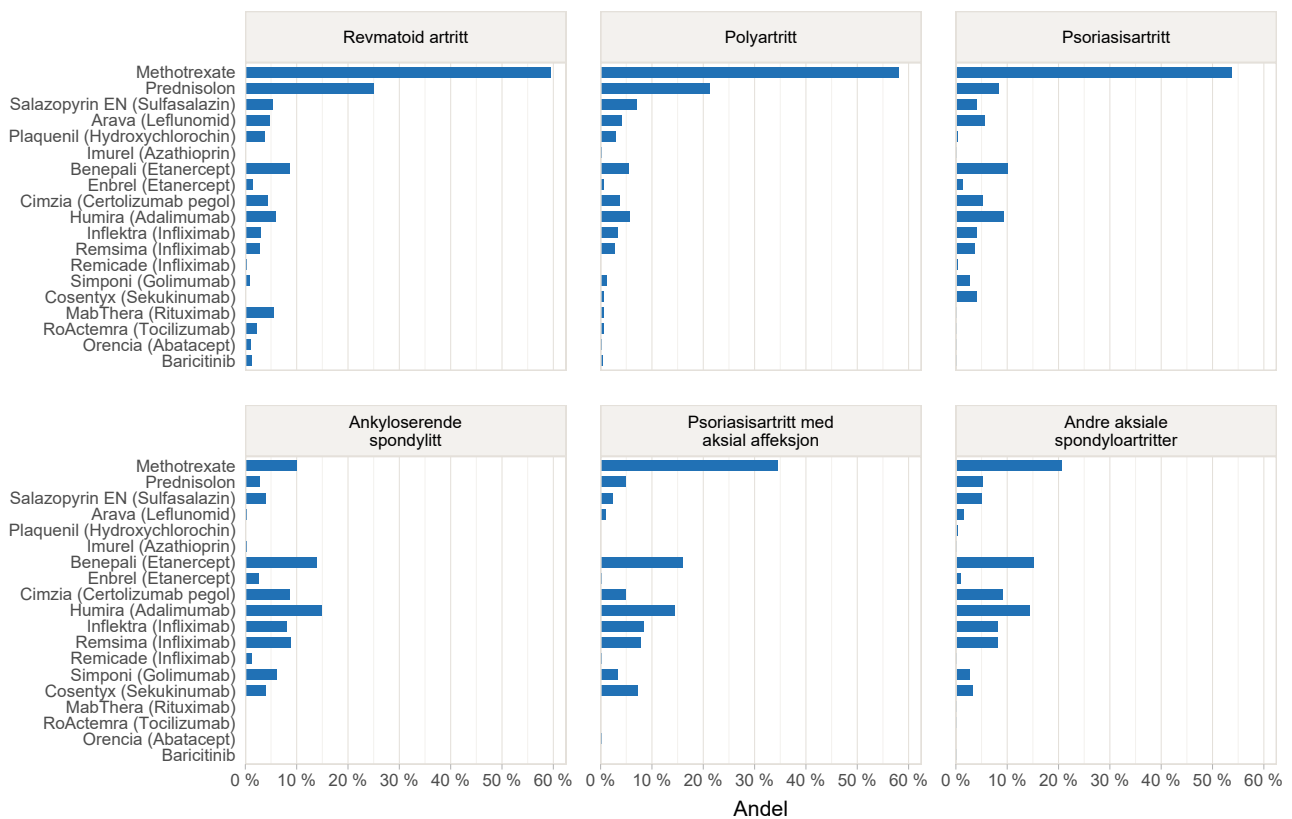 Revmatoid artritt
Polyartritt
Psoriasisartritt
Methotrexate
Prednisolon
Salazopyrin EN (Sulfasalazin)
Arava (Leflunomid)
Plaquenil (Hydroxychlorochin)
Imurel (Azathioprin)
Benepali (Etanercept)
Enbrel (Etanercept)
Cimzia (Certolizumab pegol)
Humira (Adalimumab)
Inflektra (Infliximab)
Remsima (Infliximab)
Remicade (Infliximab)
Simponi (Golimumab)
Cosentyx (Sekukinumab)
MabThera (Rituximab)
RoActemra (Tocilizumab)
Orencia (Abatacept)
Baricitinib
Ankyloserende
spondylitt
Psoriasisartritt med
aksial affeksjon
Andre aksiale
spondyloartritter
Methotrexate
Prednisolon
Salazopyrin EN (Sulfasalazin)
Arava (Leflunomid)
Plaquenil (Hydroxychlorochin)
Imurel (Azathioprin)
Benepali (Etanercept)
Enbrel (Etanercept)
Cimzia (Certolizumab pegol)
Humira (Adalimumab)
Inflektra (Infliximab)
Remsima (Infliximab)
Remicade (Infliximab)
Simponi (Golimumab)
Cosentyx (Sekukinumab)
MabThera (Rituximab)
RoActemra (Tocilizumab)
Orencia (Abatacept)
Baricitinib
0 % 10 % 20 % 30 % 40 % 50 % 60 % 0 % 10 % 20 % 30 % 40 % 50 % 60 % 0 % 10 % 20 % 30 % 40 % 50 % 60 %
Andel